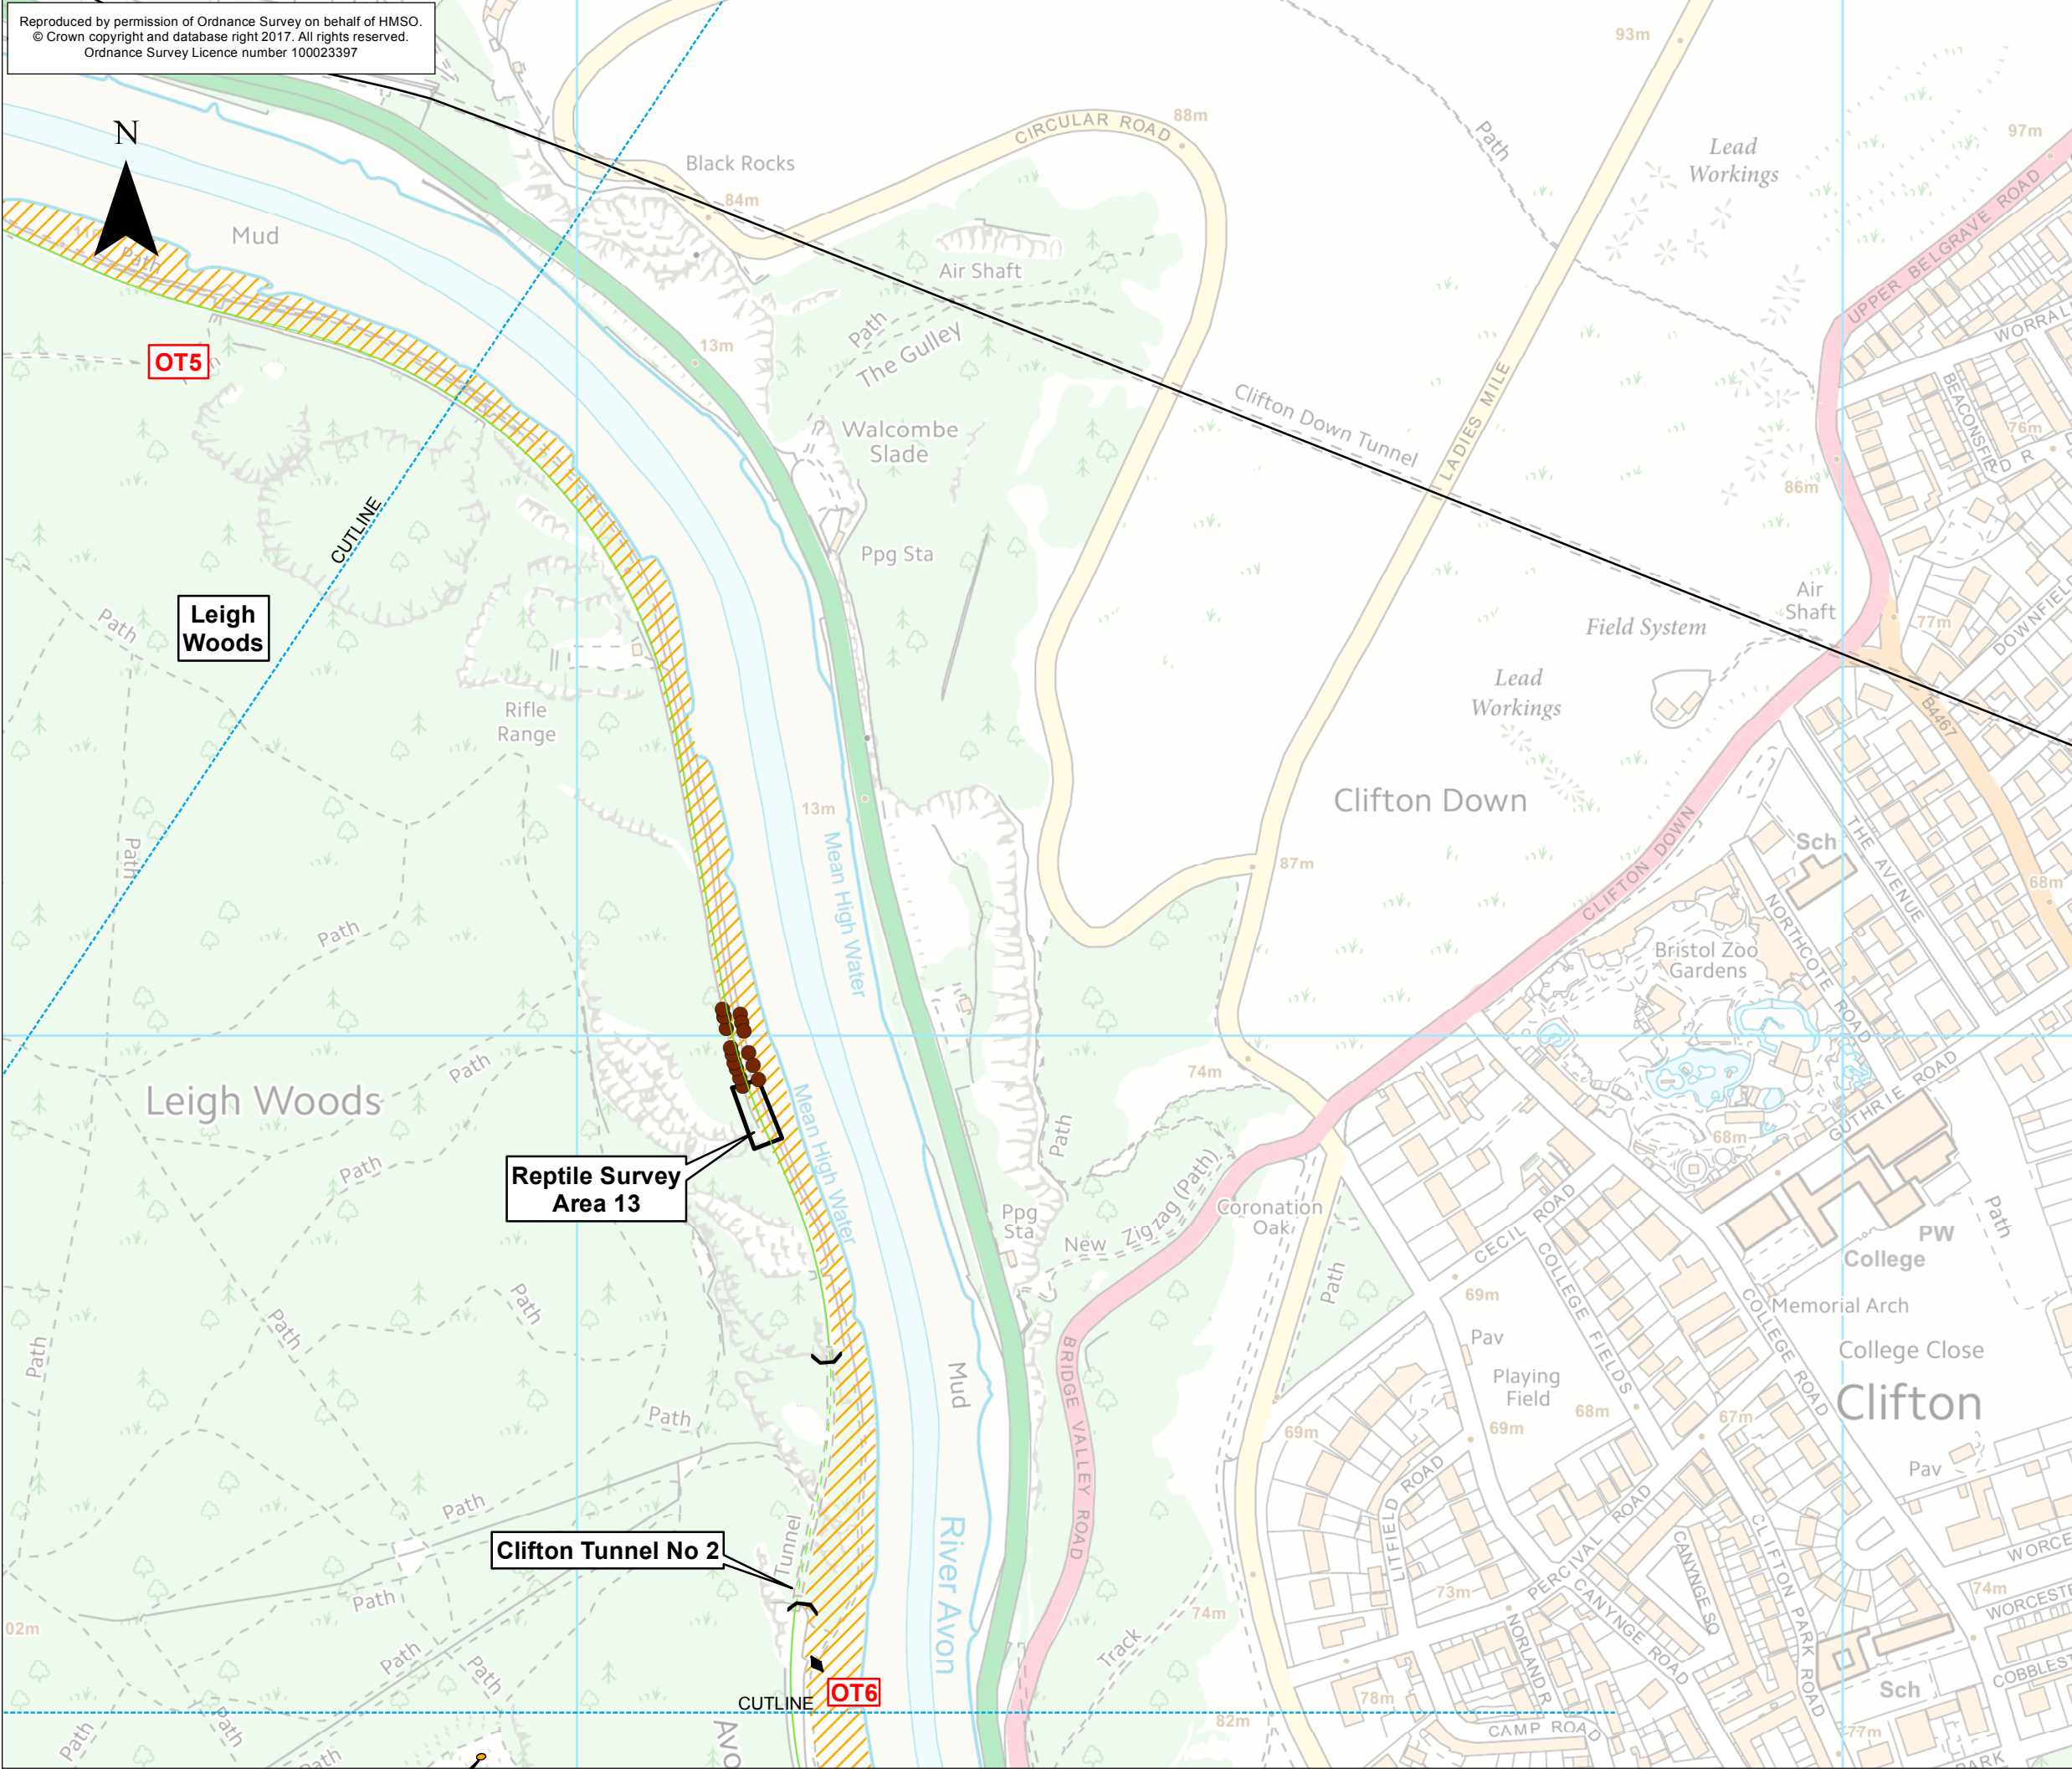 Reproduced by permission of Ordnance Survey on behalf of HMSO.
© Crown copyright and database right 2017. All rights reserved.
Ordnance Survey Licence number 100023397
N
93m
88m
CIRCULAR ROAD
Path
Lead
Workings
97m
Black Rocks
84m
UPPER BELGRAVE ROAD
Mud
11m
Path
Air Shaft
Path
The Gulley
13m
OT5
LADIES MILE
Clifton Down Tunnel
BEACONSFIELD R
76m
Walcombe
Slade
86m
CUTLINE
Ppg Sta
Air
Shaft
Leigh
Woods
Path
Field System
77m
Lead
Workings
B4467
Rifle
Range
13m
Clifton Down
Mean High Water
Path
Sch
THE AVENUE
87m
68m
CLIFTON DOWN
NORTHCOTE ROAD
Path
Bristol Zoo
Gardens
Path
74m
GUTHRIE ROAD
Leigh Woods
Mean High Water
Path
68m
Reptile Survey
Area 13
Path
Zig zag (Path)
New
Ppg
Sta
Coronation
Oak
CECIL ROAD
Path
PW
College
Path
Path
Path
Path
69m
COLLEGE FIELDS
COLLEGE ROAD
Memorial Arch
Pav
BRIDGE VALLEY ROAD
Mud
College Close
Playing
Field
Clifton
Path
68m
67m
69m
69m
Pav
LITFIELD ROAD
Path
Tunnel
Clifton Tunnel No 2
River Avon
PERCIVAL ROAD
CANYNGE SQ
CLIFTON PARK ROAD
73m
74m
CANYNGE ROAD
Path
02m
74m
Track
Path
Path
OT6
CUTLINE
78m
82m
Sch
CAMP ROAD
77m
Path
Path
Path
PARK